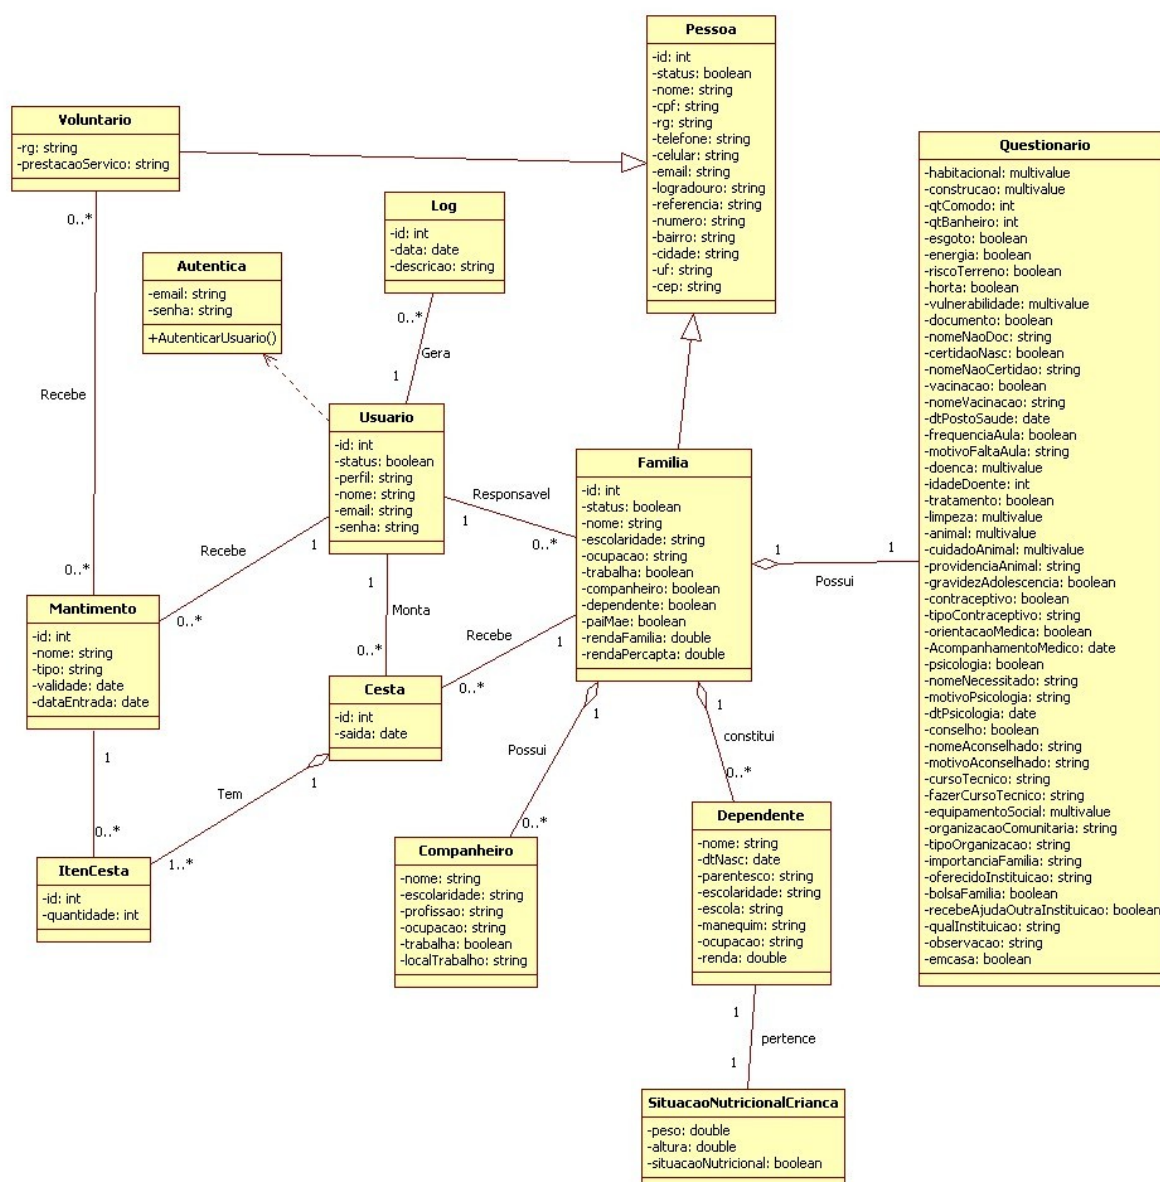 Pessoa
-id: int
-status: boolean
-nome: string
-cpf: string
-rg: string
-telefone: string
-celular: string
-email: string
-logradouro: string
-referencia: string
-numero: string
-bairro: string
-cidade: string
-uf: string
-cep: string
Voluntario
-rg: string
-prestacaoServico: string
0..*
Recebe
0..*
Log
-id: int
-data: date
-descricao: string
0..*
Gera
1
Autentica
-email: string
-senha: string
+AutenticarUsuario()
Usuario
-id: int
-status: boolean
-perfil: string
-nome: string
-email: string
-senha: string
Responsavel
1
0..*
Recebe
1
0..*
1
Monta
0..*
Familia
-id: int
-status: boolean
-nome: string
-escolaridade: string
-ocupacao: string
-trabalha: boolean
-companheiro: boolean
-dependente: boolean
-paiMae: boolean
-rendaFamilia: double
-rendaPercapta: double
1
1
Possui
Recebe
1
0..*
Questionario
-habitacional: multivalue
-construcao: multivalue
-qtComodo: int
-qtBanheiro: int
-esgoto: boolean
-energia: boolean
-riscoTerreno: boolean
-horta: boolean
-vulnerabilidade: multivalue
-documento: boolean
-nomeNaoDoc: string
-certidaoNasc: boolean
-nomeNaoCertidao: string
-vacinacao: boolean
-nomeVacinacao: string
-dtPostoSaude: date
-frequenciaAula: boolean
-motivoFaltaAula: string
-doenca: multivalue
-idadeDoente: int
-tratamento: boolean
-limpeza: multivalue
-animal: multivalue
-cuidadoAnimal: multivalue
-providenciaAnimal: string
-gravidezAdolescencia: boolean
-contraceptivo: boolean
-tipoContraceptivo: string
-orientacaoMedica: boolean
-AcompanhamentoMedico: date
-psicologia: boolean
-nomeNecessitado: string
-motivoPsicologia: string
-dtPsicologia: date
-conselho: boolean
-nomeAconselhado: string
-motivoAconselhado: string
-cursoTecnico: string
-fazerCursoTecnico: string
-equipamentoSocial: multivalue
-organizacaoComunitaria: string
-tipoOrganizacao: string
-importanciaFamilia: string
-oferecidoInstituicao: string
-bolsaFamilia: boolean
-recebeAjudaOutraInstituicao: boolean
-qualInstituicao: string
-observacao: string
-emcasa: boolean
Mantimento
-id: int
-nome: string
-tipo: string
-validade: date
-dataEntrada: date
1
0..*
Cesta
-id: int
-saida: date
1
Tem
1..*
ItenCesta
-id: int
-quantidade: int
1
Possui
0..*
1
constitui
0..*
Companheiro
-nome: string
-escolaridade: string
-profissao: string
-ocupacao: string
-trabalha: boolean
-localTrabalho: string
Dependente
-nome: string
-dtNasc: date
-parentesco: string
-escolaridade: string
-escola: string
-manequim: string
-ocupacao: string
-renda: double
1
pertence
1
SituacaoNutricionalCrianca
-peso: double
-altura: double
-situacaoNutricional: boolean